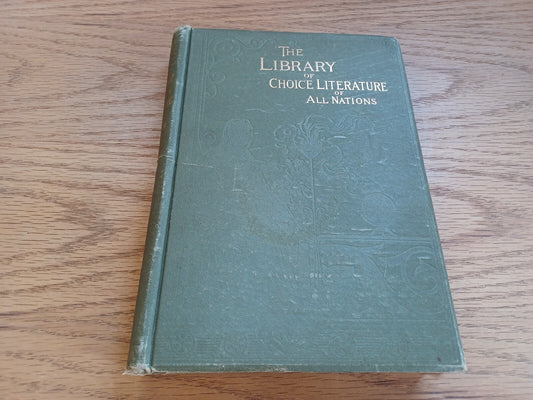 THE
LIBRARY
OF
CHOICE LITERATURE
OF
ALL NATIONS